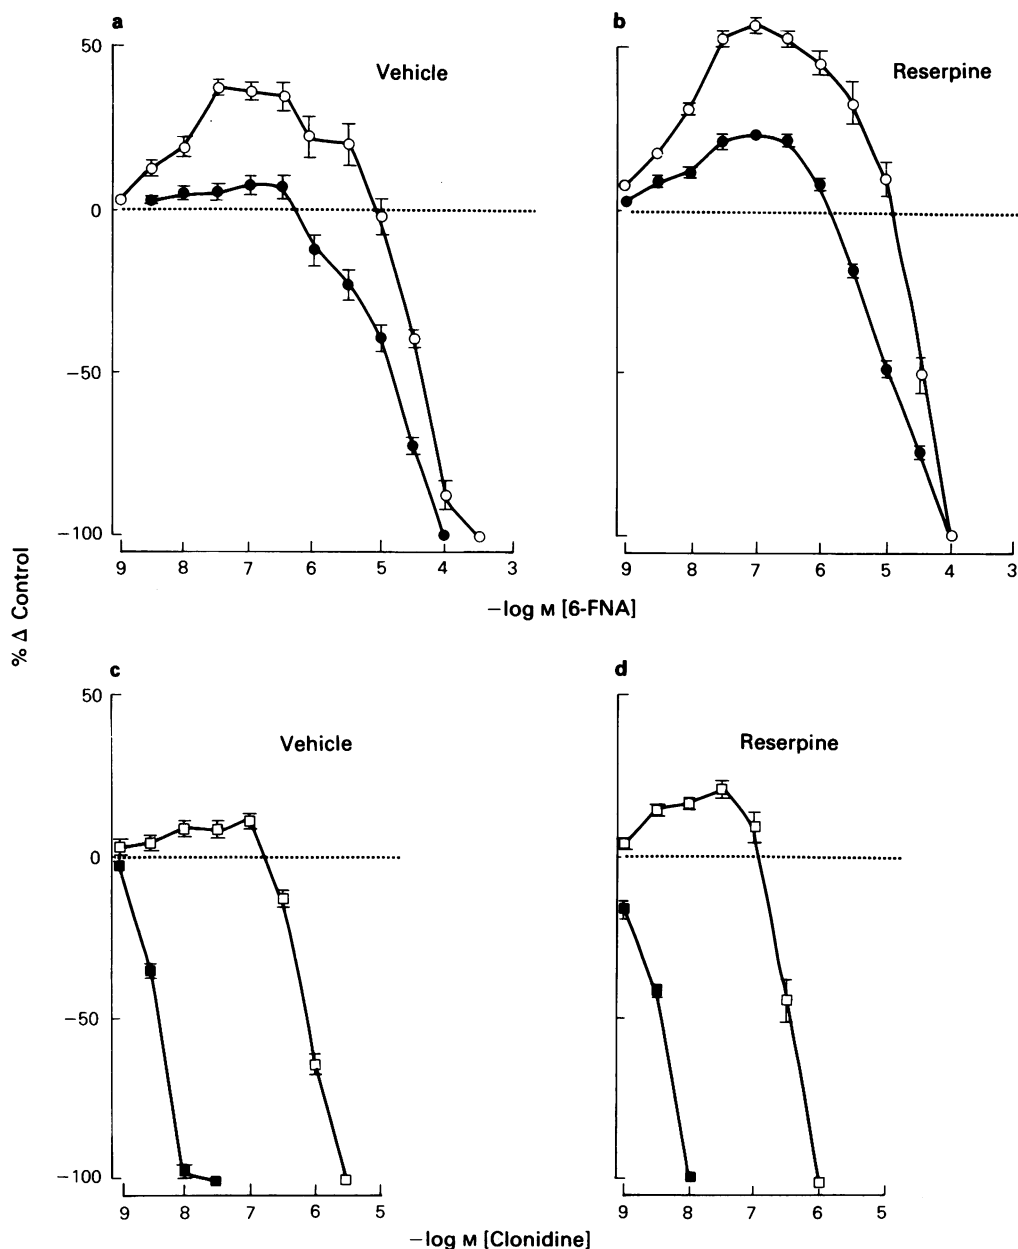 a
b
50
Vehicle
Reserpine
0
−50
−100
9 8 7 6 5 4 3
9 8 7 6 5 4 3
−log M [6-FNA]
% Δ Control
c
d
50
Vehicle
Reserpine
0
−50
−100
9 8 7 6 5
9 8 7 6 5
−log M [Clonidine]